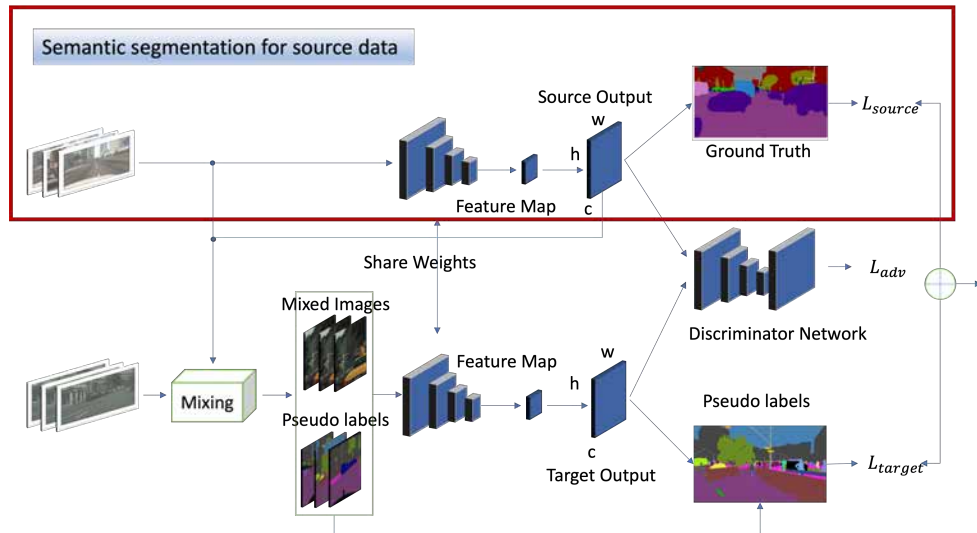 Semantic segmentation for source data
Source Output
w
h
c
Feature Map
Ground Truth
L_source
Share Weights
Mixed Images
Pseudo labels
Mixing
Feature Map
w
h
c
Target Output
Discriminator Network
L_adv
Pseudo labels
L_target